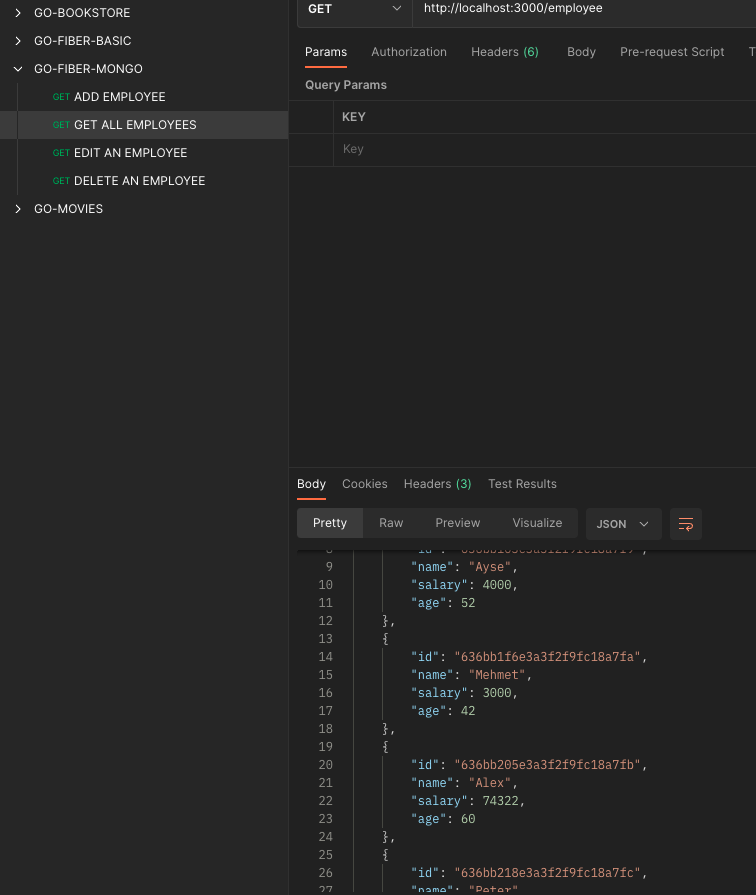 GO-BOOKSTORE
GO-FIBER-BASIC
GO-FIBER-MONGO
GET ADD EMPLOYEE
GET GET ALL EMPLOYEES
GET EDIT AN EMPLOYEE
GET DELETE AN EMPLOYEE
GO-MOVIES
GET http://localhost:3000/employee
Params Authorization Headers (6) Body Pre-request Script T
Query Params
KEY
Key
Body Cookies Headers (3) Test Results
Pretty Raw Preview Visualize JSON
8 "id":
9 "name": "Ayse",
10 "salary": 4000,
11 "age": 52
12 },
13 {
14 "id": "636bb1f6e3a3f2f9fc18a7fa",
15 "name": "Mehmet",
16 "salary": 3000,
17 "age": 42
18 },
19 {
20 "id": "636bb205e3a3f2f9fc18a7fb",
21 "name": "Alex",
22 "salary": 74322,
23 "age": 60
24 },
25 {
26 "id": "636bb218e3a3f2f9fc18a7fc",
27 "name": "Peter"